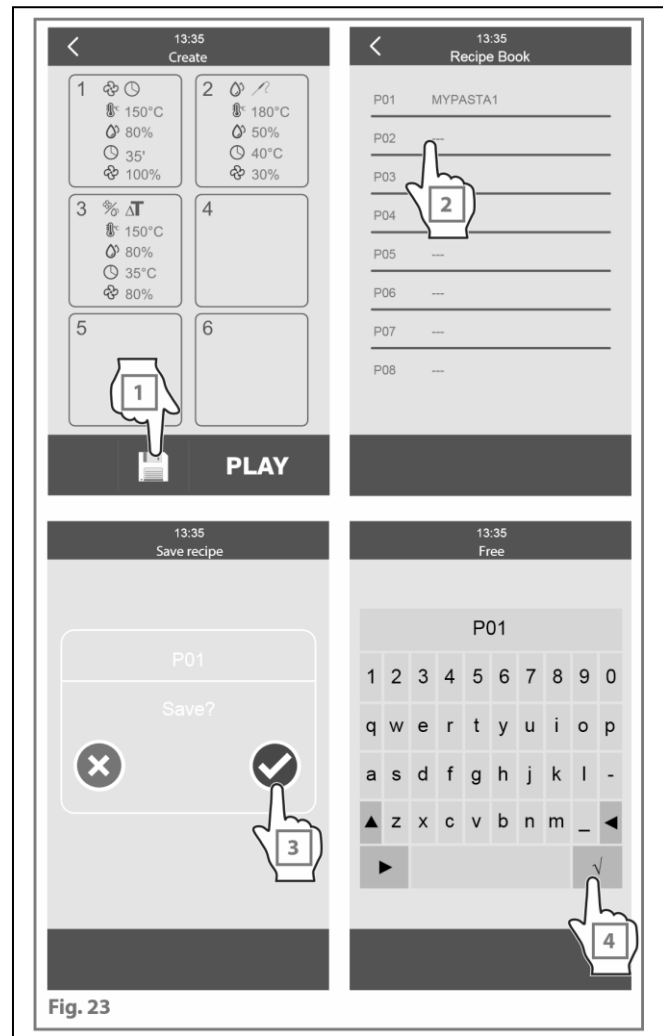 13:35
Create
1
150°C
80%
35'
100%
2
180°C
50%
40°C
30%
3 % ΔT
150°C
80%
35°C
80%
4
5
6
1
PLAY
13:35
Recipe Book
P01 MYPASTA1
P02 ---
P03
P04
P05 ---
P06 ---
P07 ---
P08 ---
2
13:35
Save recipe
P01
Save?
3
13:35
Free
P01
1 2 3 4 5 6 7 8 9 0
q w e r t y u i o p
a s d f g h j k l -
▲ z x c v b n m _ ◀
▶ √
4
Fig. 23